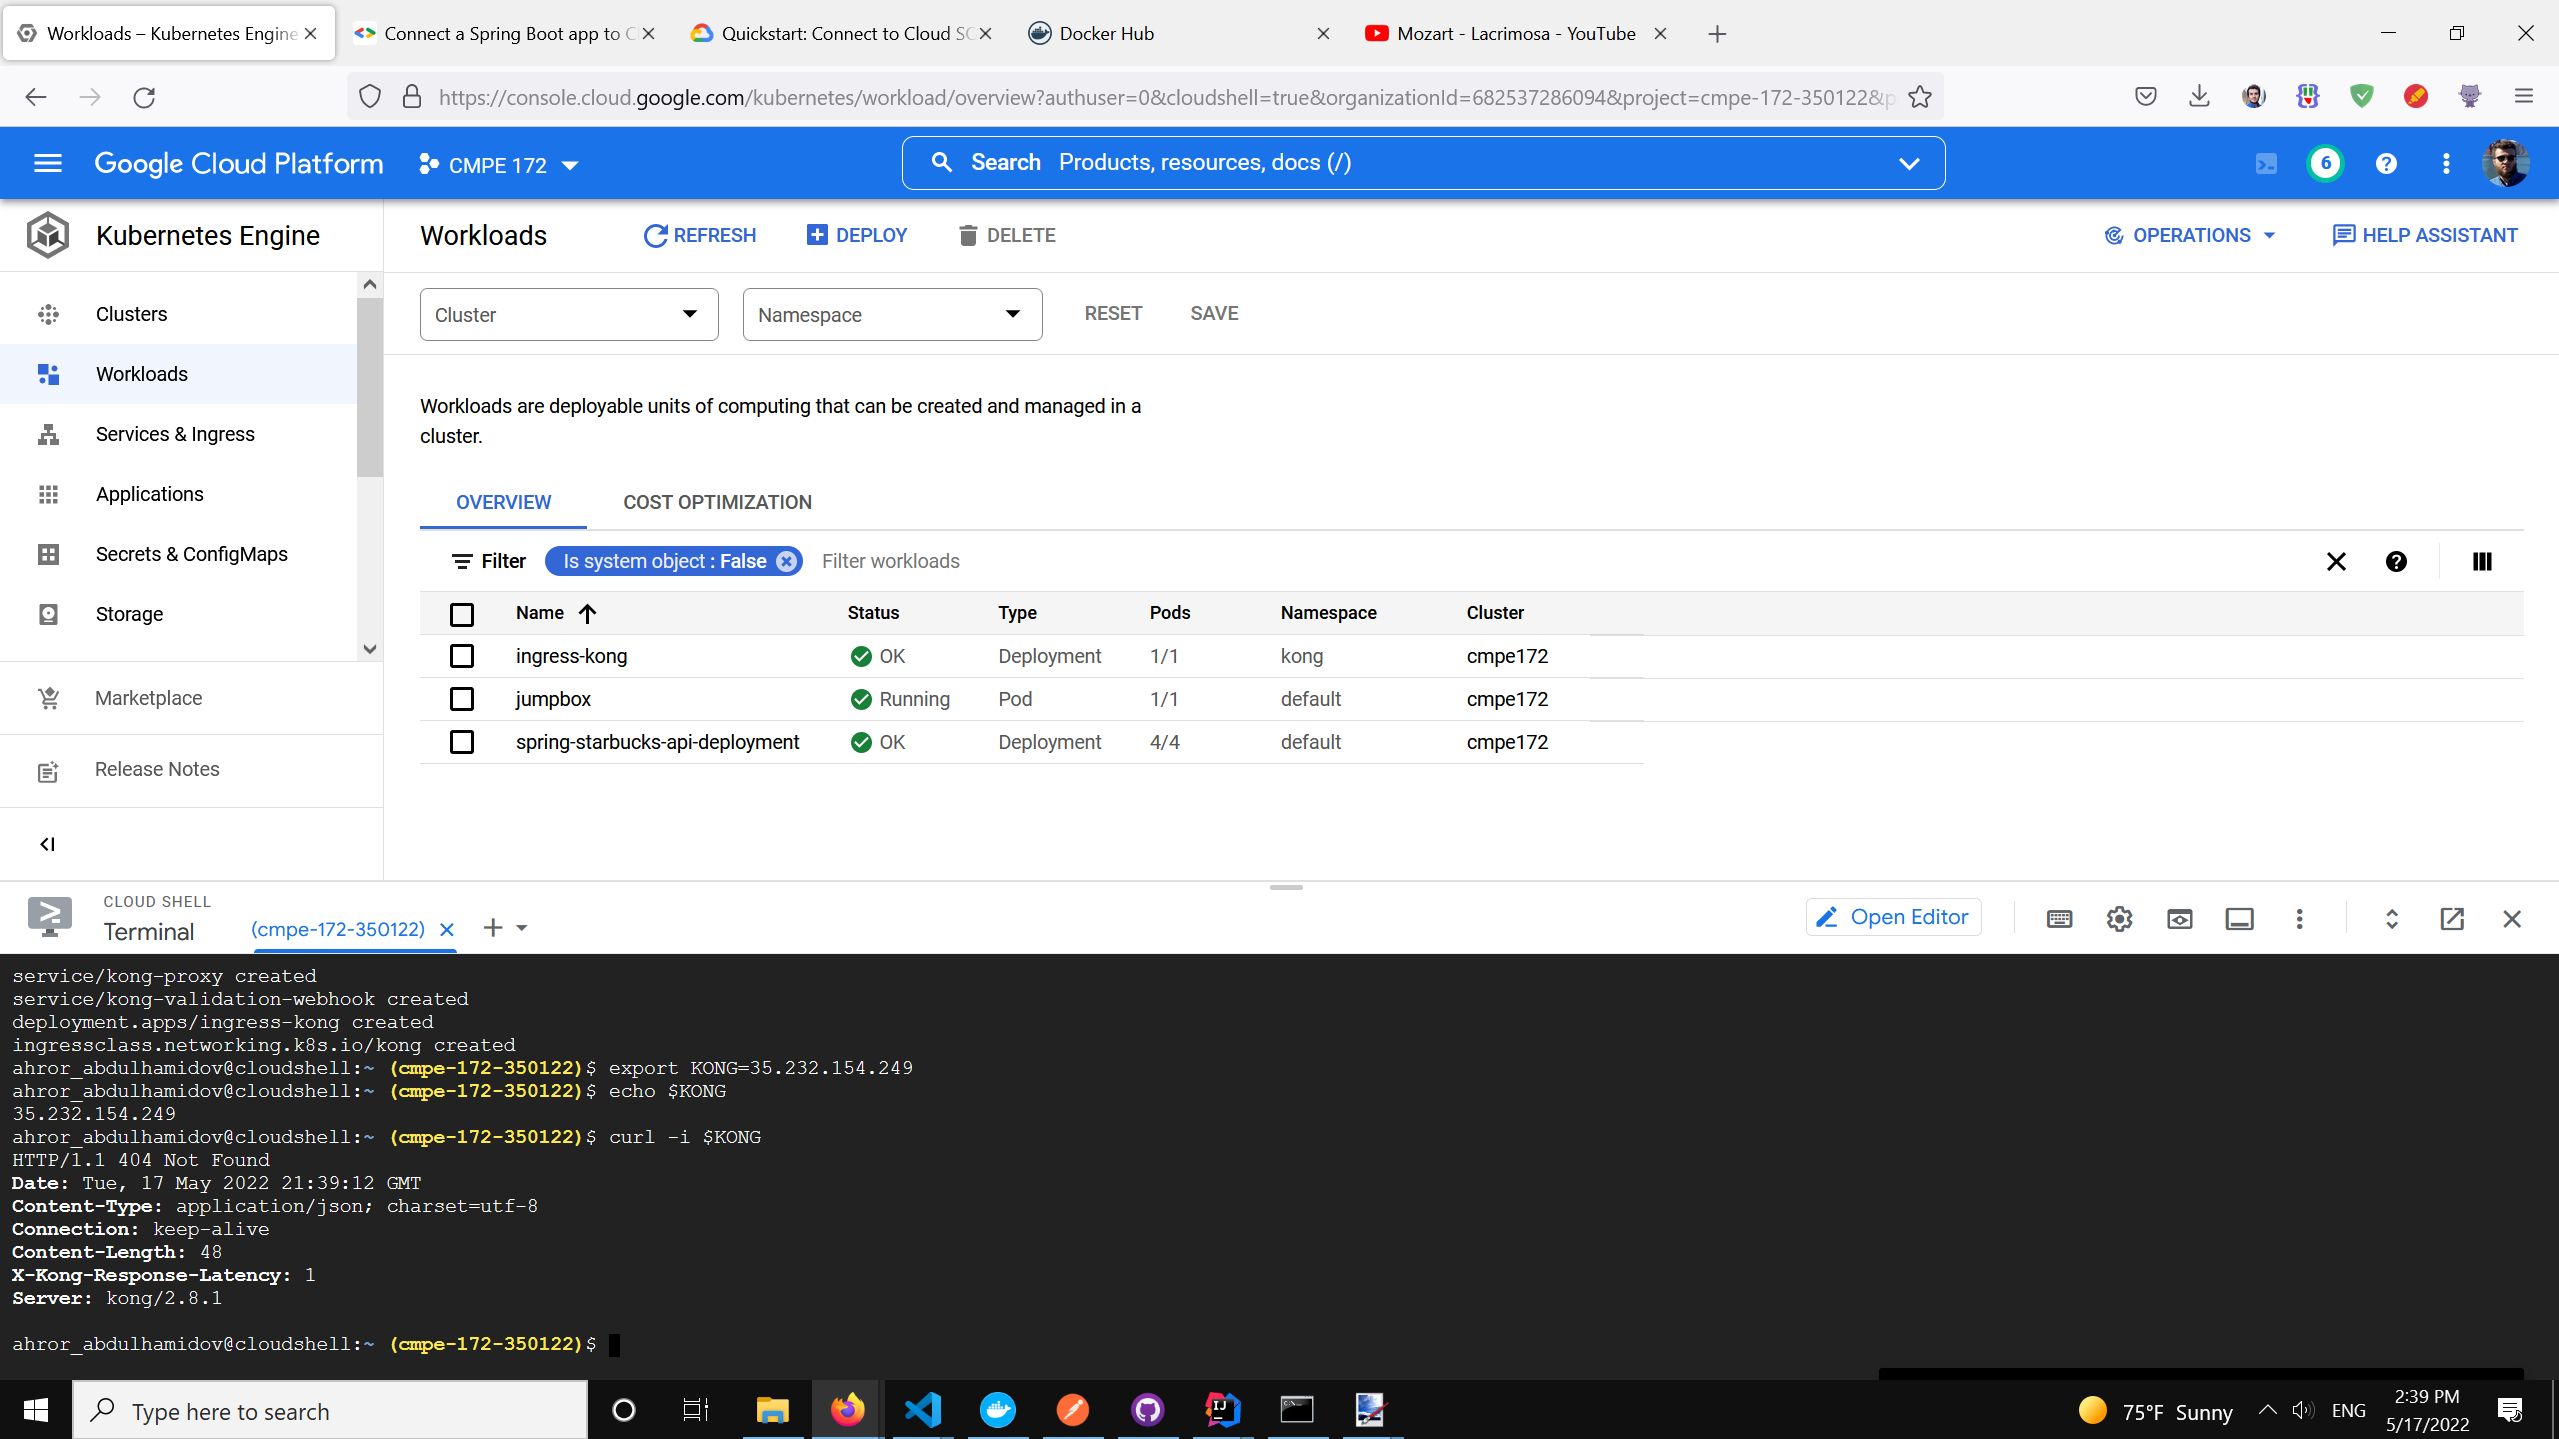 Workloads – Kubernetes Engine
Connect a Spring Boot app to Cl
Quickstart: Connect to Cloud SQ
Docker Hub
Mozart - Lacrimosa - YouTube
https://console.cloud.google.com/kubernetes/workload/overview?authuser=0&cloudshell=true&organizationId=682537286094&project=cmpe-172-350122&p
Google Cloud Platform
CMPE 172
Search Products, resources, docs (/)
6
Kubernetes Engine
Workloads
REFRESH
DEPLOY
DELETE
OPERATIONS
HELP ASSISTANT
Clusters
Workloads
Services & Ingress
Applications
Secrets & ConfigMaps
Storage
Marketplace
Release Notes
Cluster
Namespace
RESET
SAVE
Workloads are deployable units of computing that can be created and managed in a
cluster.
OVERVIEW
COST OPTIMIZATION
Filter
Is system object : False
Filter workloads
Name Status Type Pods Namespace Cluster
ingress-kong OK Deployment 1/1 kong cmpe172
jumpbox Running Pod 1/1 default cmpe172
spring-starbucks-api-deployment OK Deployment 4/4 default cmpe172
CLOUD SHELL
Terminal
(cmpe-172-350122)
Open Editor
service/kong-proxy created
service/kong-validation-webhook created
deployment.apps/ingress-kong created
ingressclass.networking.k8s.io/kong created
ahror_abdulhamidov@cloudshell:~ (cmpe-172-350122)$ export KONG=35.232.154.249
ahror_abdulhamidov@cloudshell:~ (cmpe-172-350122)$ echo $KONG
35.232.154.249
ahror_abdulhamidov@cloudshell:~ (cmpe-172-350122)$ curl -i $KONG
HTTP/1.1 404 Not Found
Date: Tue, 17 May 2022 21:39:12 GMT
Content-Type: application/json; charset=utf-8
Connection: keep-alive
Content-Length: 48
X-Kong-Response-Latency: 1
Server: kong/2.8.1
ahror_abdulhamidov@cloudshell:~ (cmpe-172-350122)$
Type here to search
75°F Sunny
ENG
2:39 PM
5/17/2022